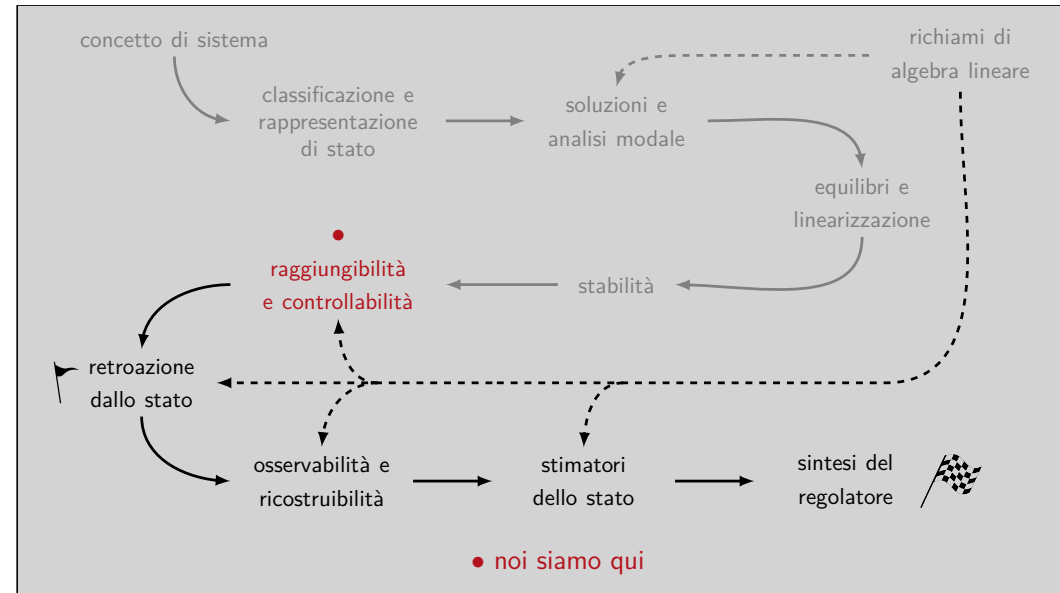 concetto di sistema
richiami di
algebra lineare
classificazione e
rappresentazione
di stato
soluzioni e
analisi modale
equilibri e
linearizzazione
raggiungibilità
e controllabilità
stabilità
retroazione
dallo stato
osservabilità e
ricostruibilità
stimatori
dello stato
sintesi del
regolatore
noi siamo qui